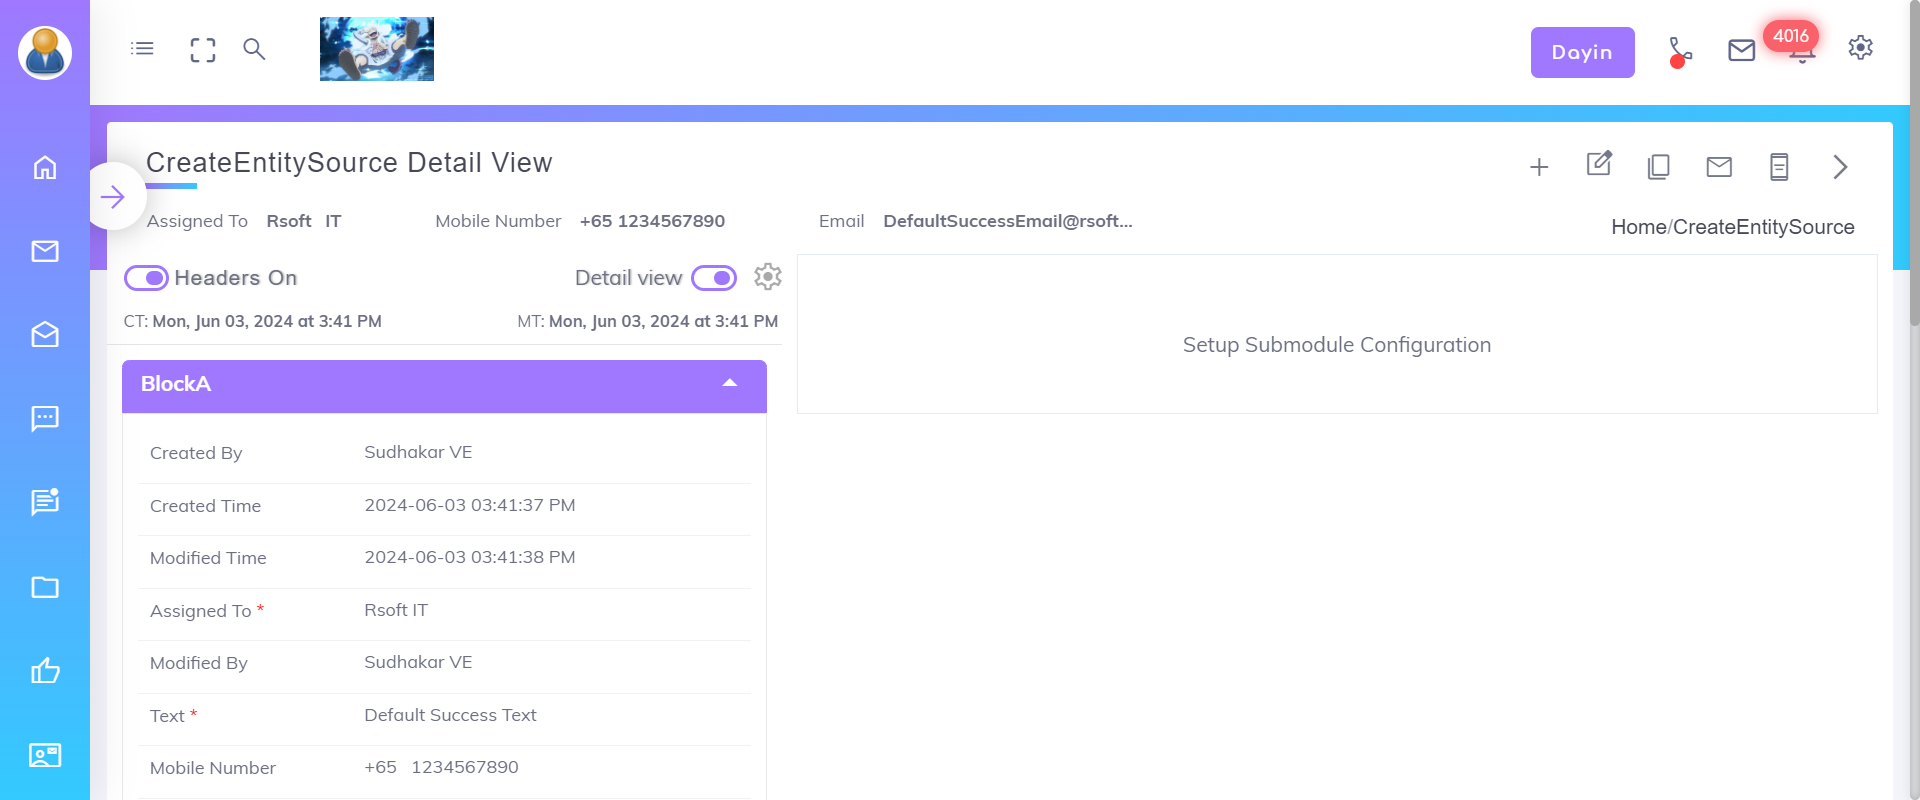 Dayin
4016
CreateEntitySource Detail View
Assigned To Rsoft IT Mobile Number +65 1234567890 Email DefaultSuccessEmail@rsoft...
Home/CreateEntitySource
Headers On Detail view
CT: Mon, Jun 03, 2024 at 3:41 PM MT: Mon, Jun 03, 2024 at 3:41 PM
Setup Submodule Configuration
BlockA
Created By Sudhakar VE
Created Time 2024-06-03 03:41:37 PM
Modified Time 2024-06-03 03:41:38 PM
Assigned To * Rsoft IT
Modified By Sudhakar VE
Text * Default Success Text
Mobile Number +65 1234567890